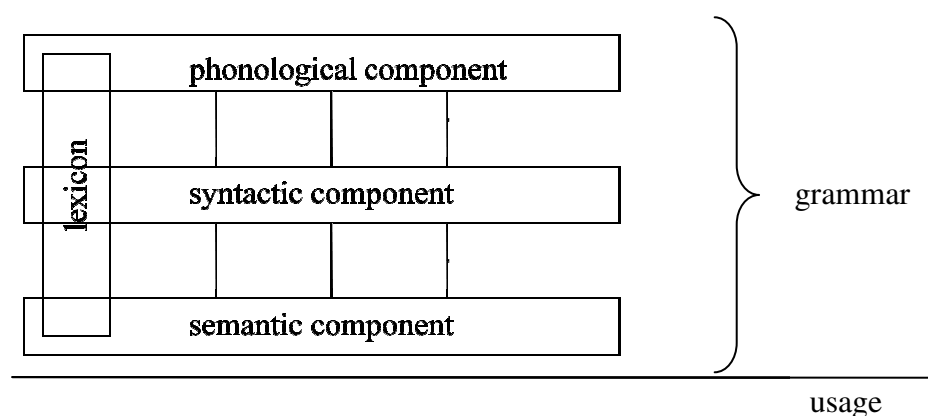 phonological component
lexicon
syntactic component
grammar
semantic component
usage